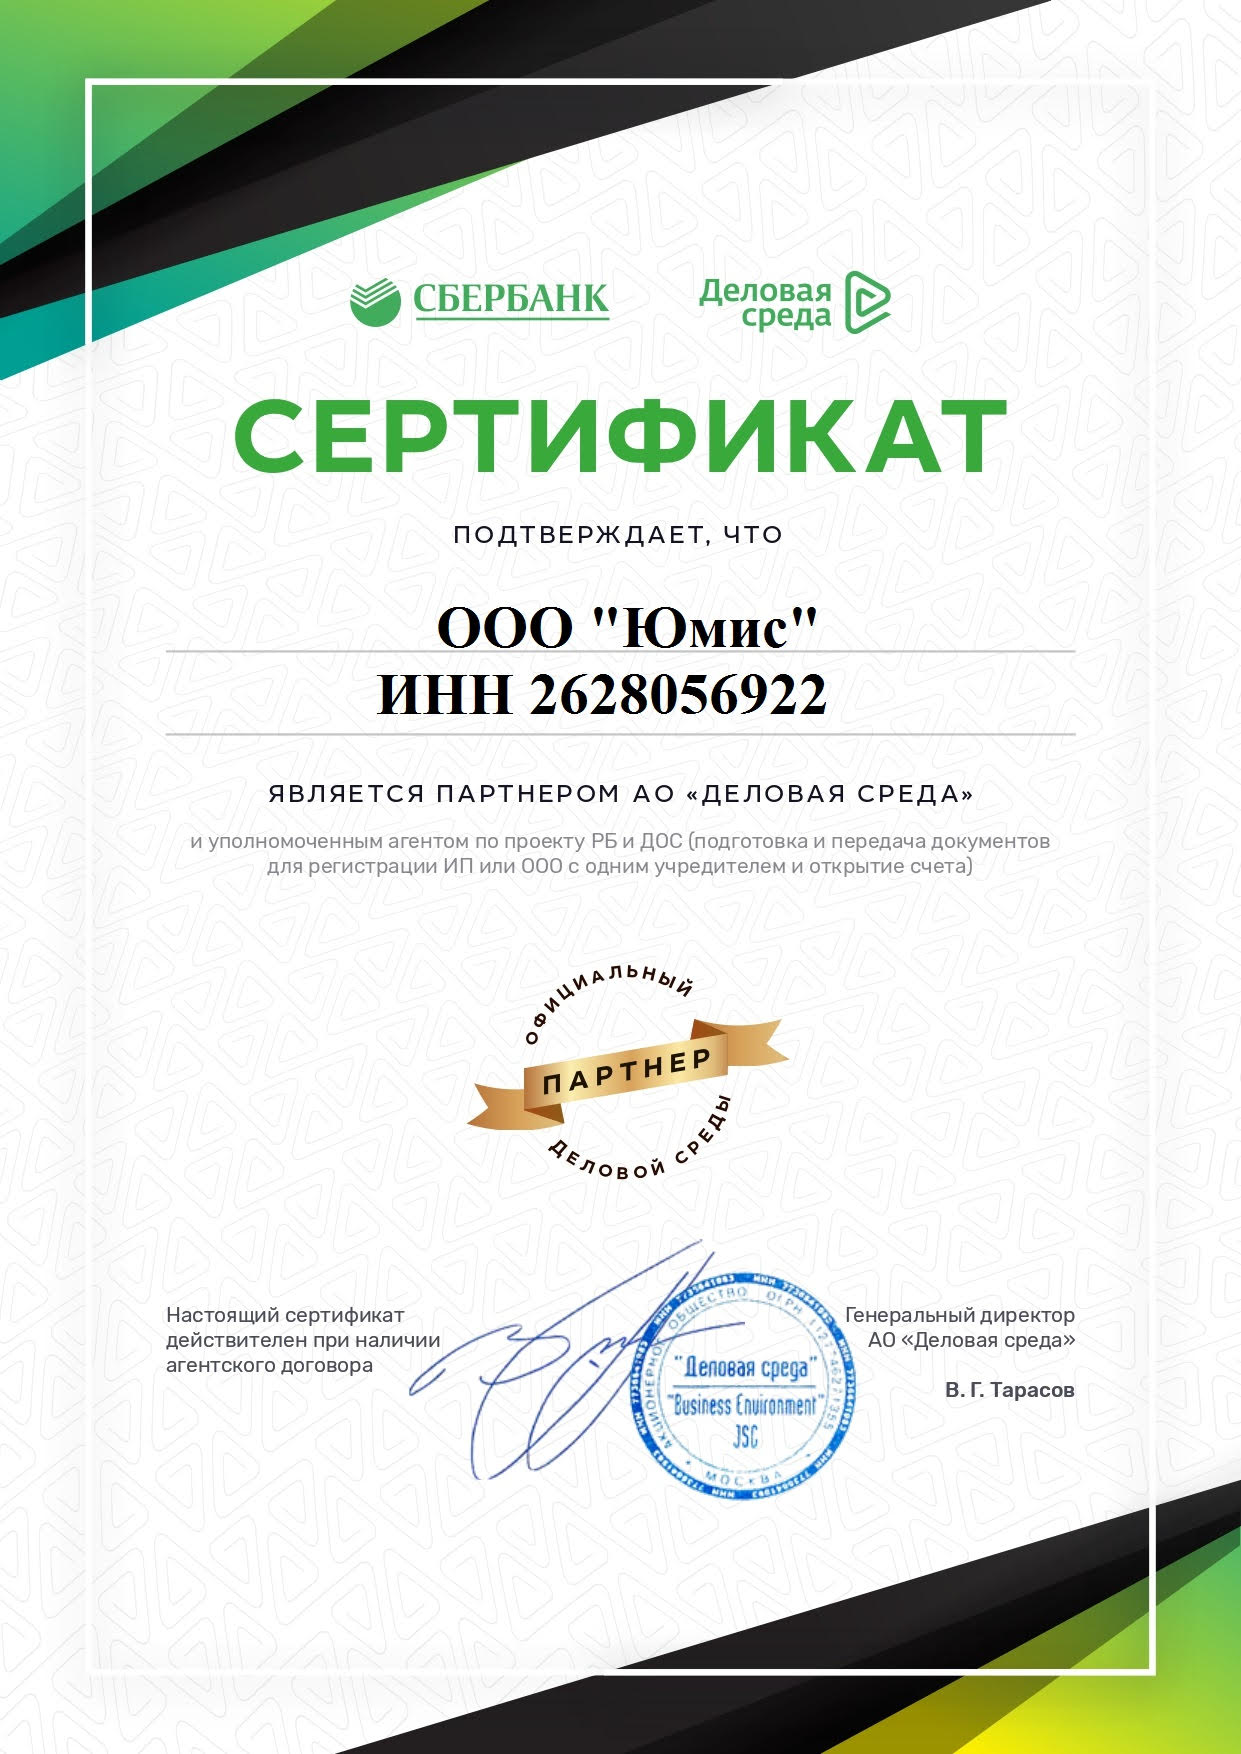 СБЕРБАНК
Деловая
среда
СЕРТИФИКАТ
ПОДТВЕРЖДАЕТ, ЧТО
ООО "Юмис"
ИНН 2628056922
ЯВЛЯЕТСЯ ПАРТНЕРОМ АО «ДЕЛОВАЯ СРЕДА»
и уполномоченным агентом по проекту РБ и ДОС (подготовка и передача документов
для регистрации ИП или ООО с одним учредителем и открытие счета)
ОФИЦИАЛЬНЫЙ
ПАРТНЕР
ДЕЛОВОЙ СРЕДЫ
Настоящий сертификат
действителен при наличии
агентского договора
АКЦИОНЕРНОЕ ОБЩЕСТВО ОГРН
"Деловая среда"
"Business Environment"
JSC
МОСКВА
Генеральный директор
АО «Деловая среда»
В. Г. Тарасов